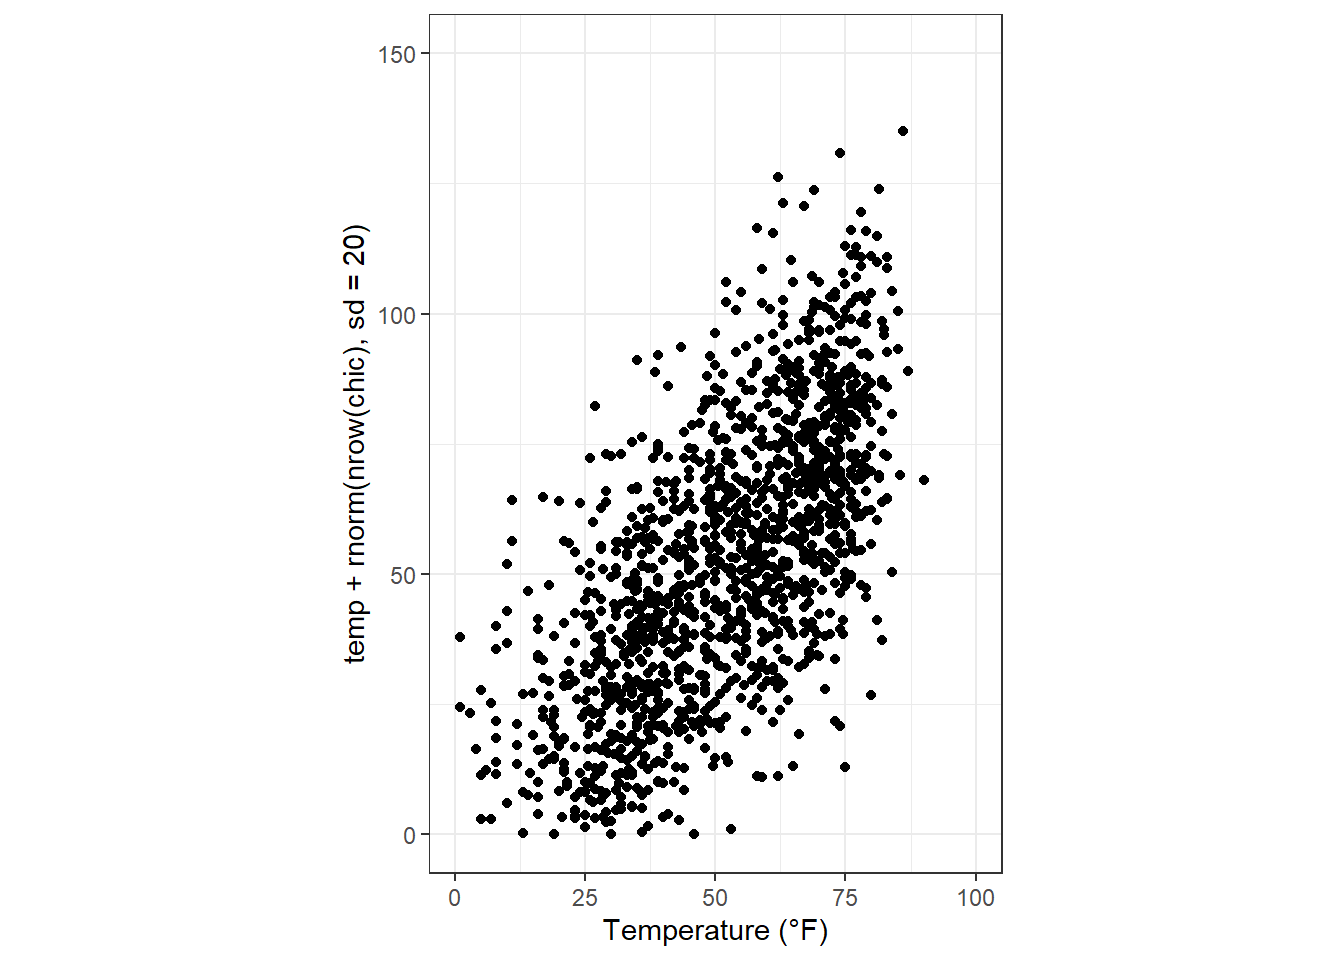 150
100
50
0
temp + rnorm(nrow(chic), sd = 20)
0 25 50 75 100
Temperature (°F)